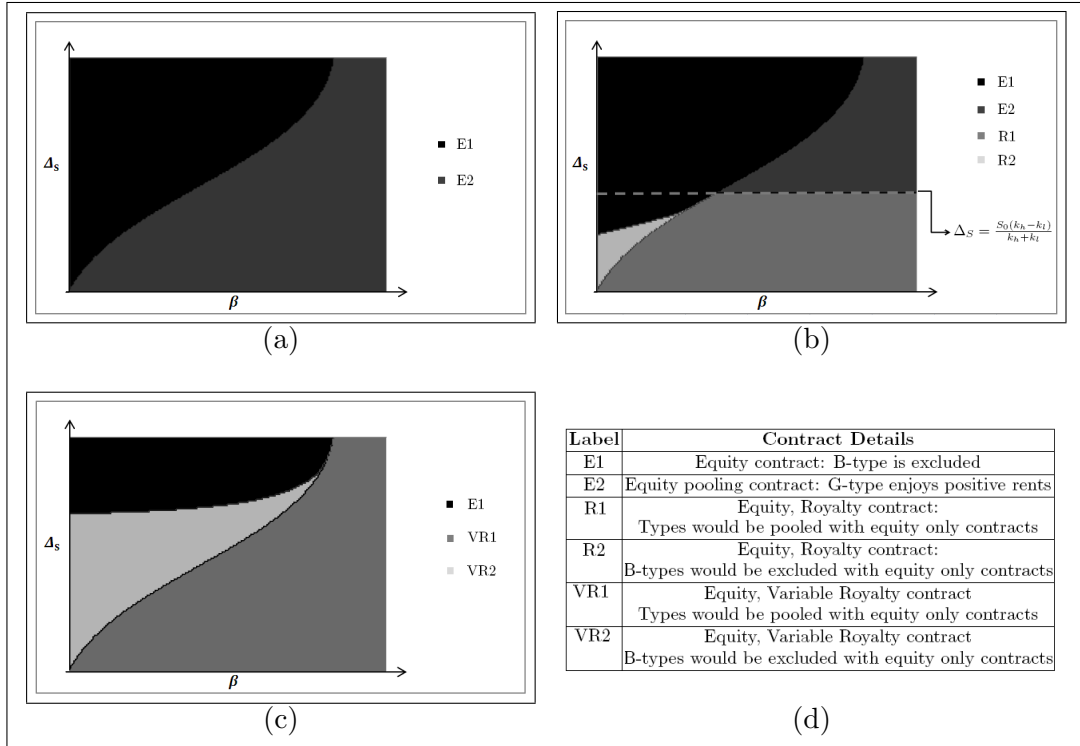 Δs
β
E1
E2
(a)
Δs
β
E1
E2
R1
R2
Δ_S = S_0(k_h−k_l)/k_h+k_l
(b)
Δs
β
E1
VR1
VR2
(c)
Label Contract Details
E1 Equity contract: B-type is excluded
E2 Equity pooling contract: G-type enjoys positive rents
R1 Equity, Royalty contract:
Types would be pooled with equity only contracts
R2 Equity, Royalty contract:
B-types would be excluded with equity only contracts
VR1 Equity, Variable Royalty contract
Types would be pooled with equity only contracts
VR2 Equity, Variable Royalty contract
B-types would be excluded with equity only contracts
(d)